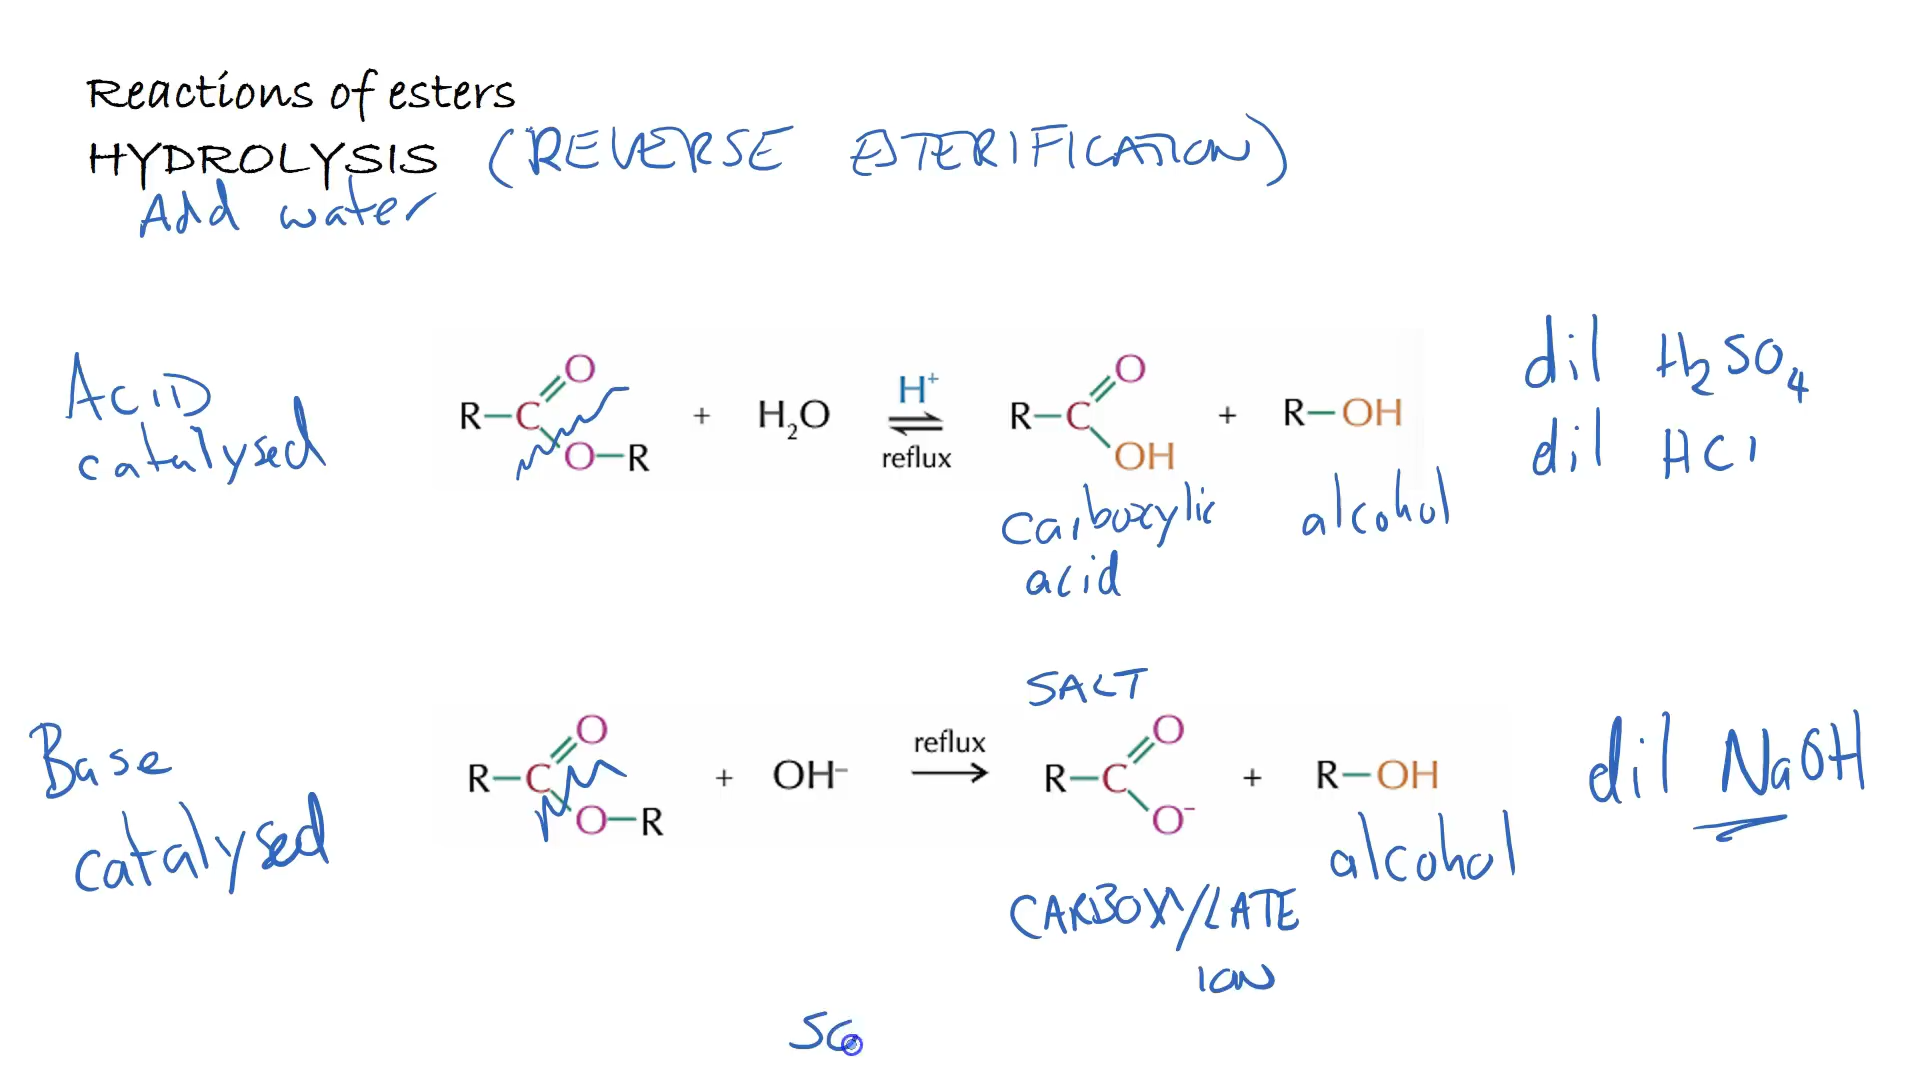 Reactions of esters
HYDROLYSIS (REVERSE ESTERIFICATION)
Add water
ACID
catalysed
R–C
O
O–R
+ H₂O
H⁺
⇌
reflux
R–C
O
OH
+ R–OH
carboxylic
acid
alcohol
dil H₂SO₄
dil HCl
Base
catalysed
R–C
O
O–R
+ OH⁻
reflux
→
SALT
R–C
O
O⁻
+ R–OH
alcohol
CARBOXYLATE
ION
dil NaOH